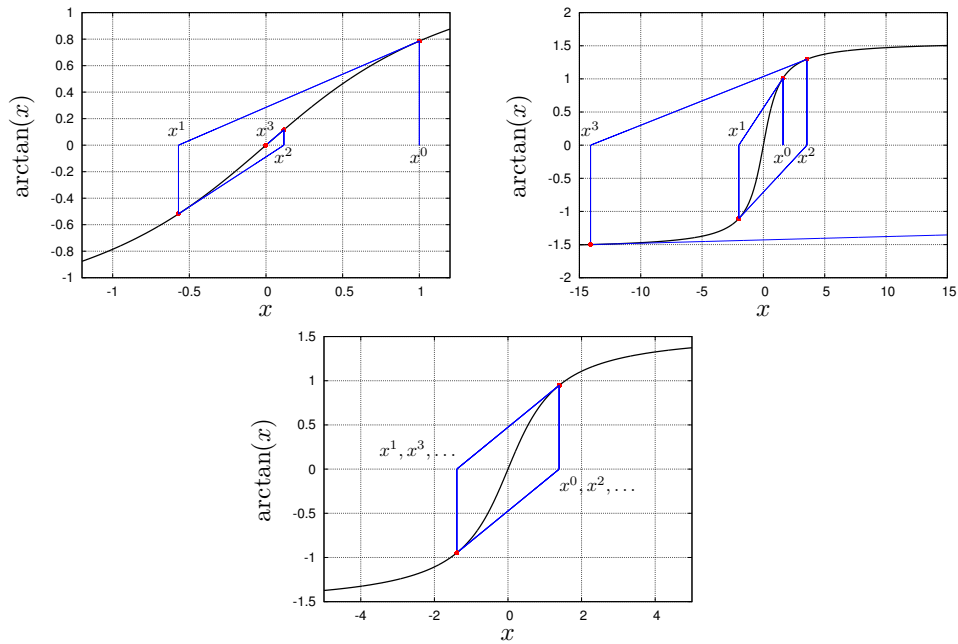 1
0.8
0.6
0.4
0.2
0
-0.2
-0.4
-0.6
-0.8
-1
arctan(x)
x¹
x³
x²
x⁰
-1 -0.5 0 0.5 1
x
2
1.5
1
0.5
0
-0.5
-1
-1.5
-2
arctan(x)
x³
x¹
x⁰ x²
-15 -10 -5 0 5 10 15
x
1.5
1
0.5
0
-0.5
-1
-1.5
arctan(x)
x¹, x³, …
x⁰, x², …
-4 -2 0 2 4
x